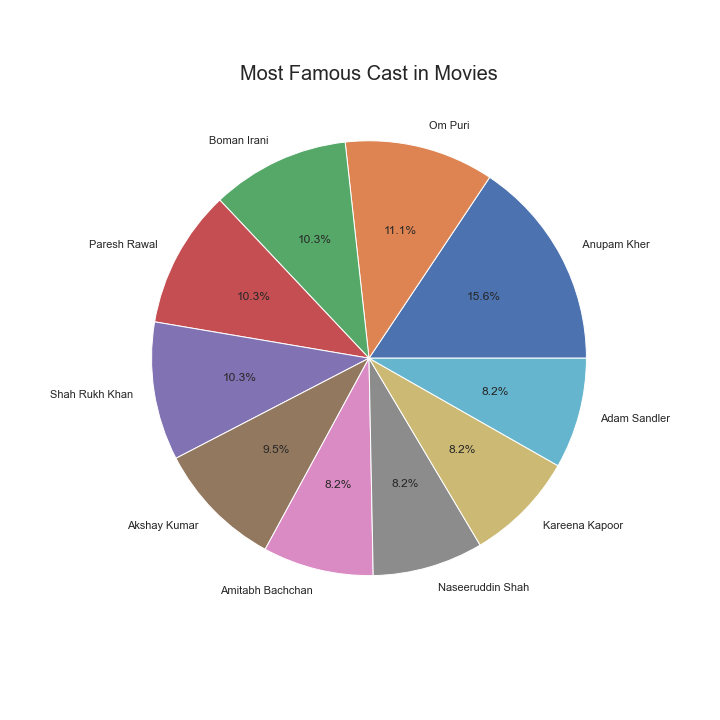 Most Famous Cast in Movies
Om Puri
Boman Irani
11.1%
10.3%
Paresh Rawal
Anupam Kher
10.3%
15.6%
10.3%
Shah Rukh Khan
8.2%
Adam Sandler
9.5%
8.2%
8.2%
8.2%
Akshay Kumar
Kareena Kapoor
Amitabh Bachchan
Naseeruddin Shah